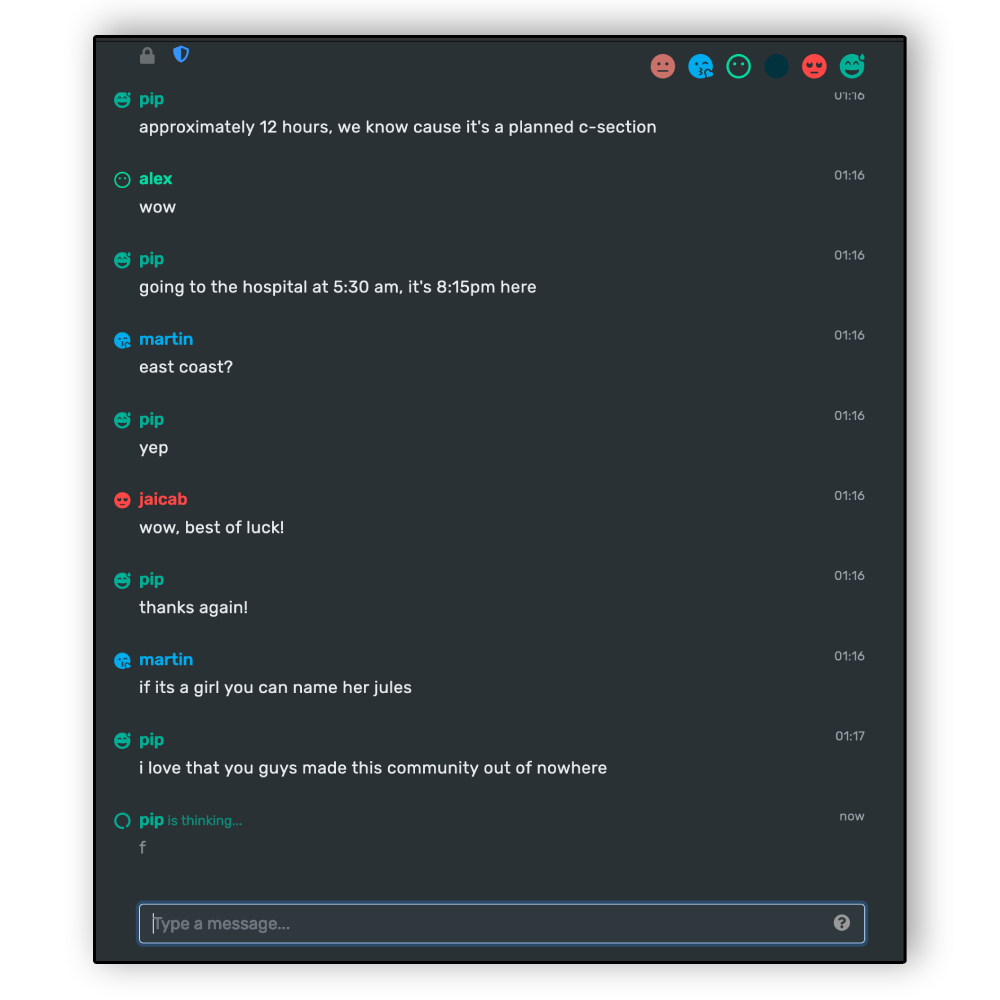 pip
01:16
approximately 12 hours, we know cause it's a planned c-section
alex
01:16
wow
pip
01:16
going to the hospital at 5:30 am, it's 8:15pm here
martin
01:16
east coast?
pip
01:16
yep
jaicab
01:16
wow, best of luck!
pip
01:16
thanks again!
martin
01:16
if its a girl you can name her jules
pip
01:17
i love that you guys made this community out of nowhere
pip is thinking...
now
f
Type a message...
?